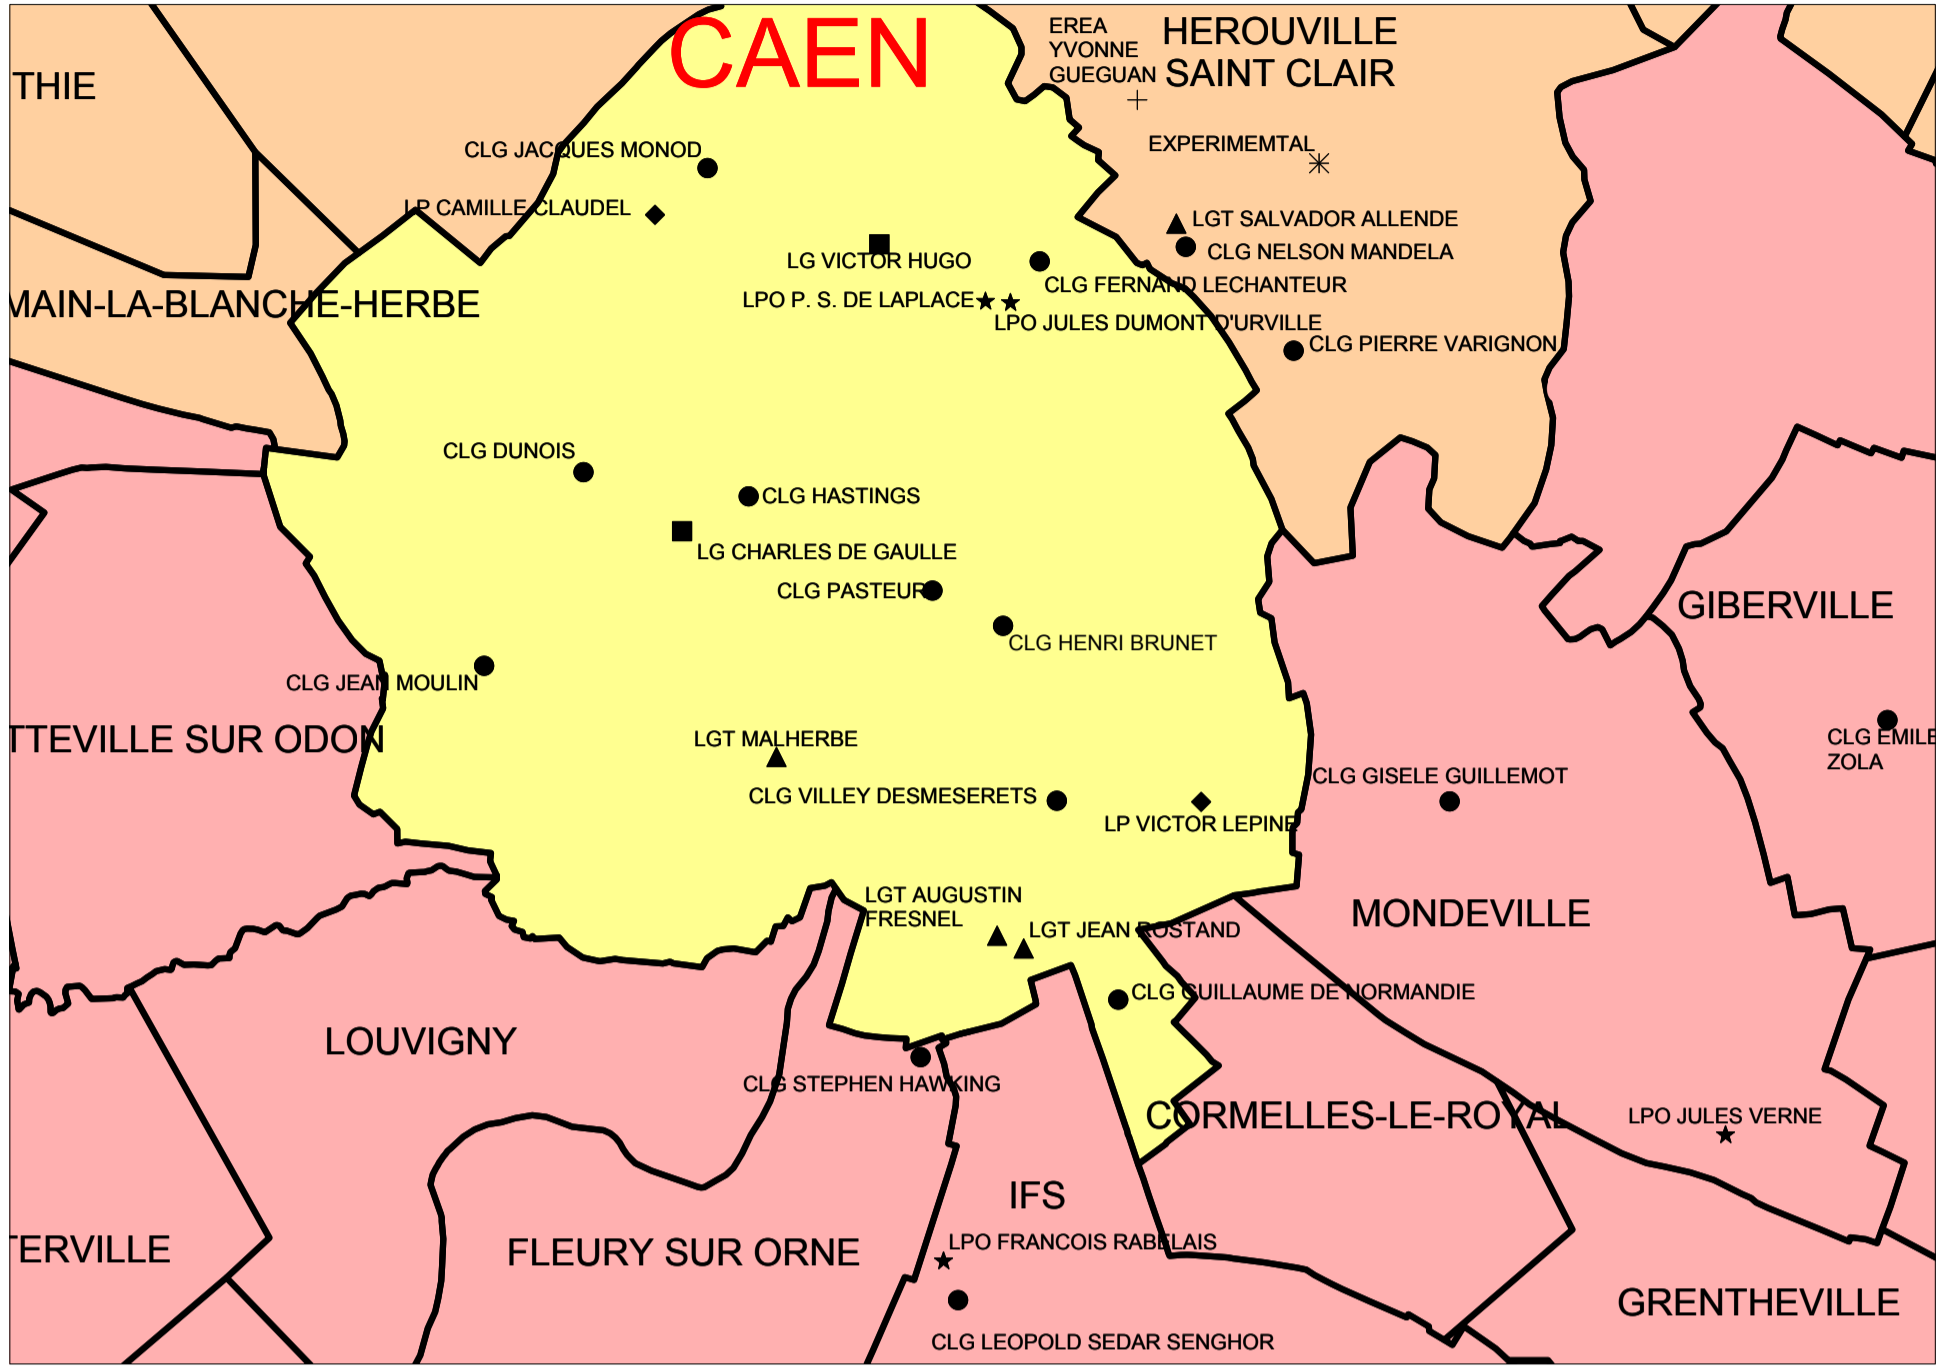 CAEN
EREA
YVONNE
GUEGUAN
HEROUVILLE
SAINT CLAIR
THIE
EXPERIMEMTAL
CLG JACQUES MONOD
LP CAMILLE CLAUDEL
LGT SALVADOR ALLENDE
CLG NELSON MANDELA
LG VICTOR HUGO
CLG FERNAND LECHANTEUR
LPO P. S. DE LAPLACE
MAIN-LA-BLANCHE-HERBE
LPO JULES DUMONT D'URVILLE
CLG PIERRE VARIGNON
CLG DUNOIS
CLG HASTINGS
LG CHARLES DE GAULLE
CLG PASTEUR
GIBERVILLE
CLG HENRI BRUNET
CLG JEAN MOULIN
TTEVILLE SUR ODON
LGT MALHERBE
CLG EMILE
ZOLA
CLG GISELE GUILLEMOT
CLG VILLEY DESMESERETS
LP VICTOR LEPINE
LGT AUGUSTIN
FRESNEL
MONDEVILLE
LGT JEAN ROSTAND
CLG GUILLAUME DE NORMANDIE
LOUVIGNY
CLG STEPHEN HAWKING
CORMELLES-LE-ROYAL
LPO JULES VERNE
IFS
LPO FRANCOIS RABELAIS
TERVILLE
FLEURY SUR ORNE
GRENTHEVILLE
CLG LEOPOLD SEDAR SENGHOR